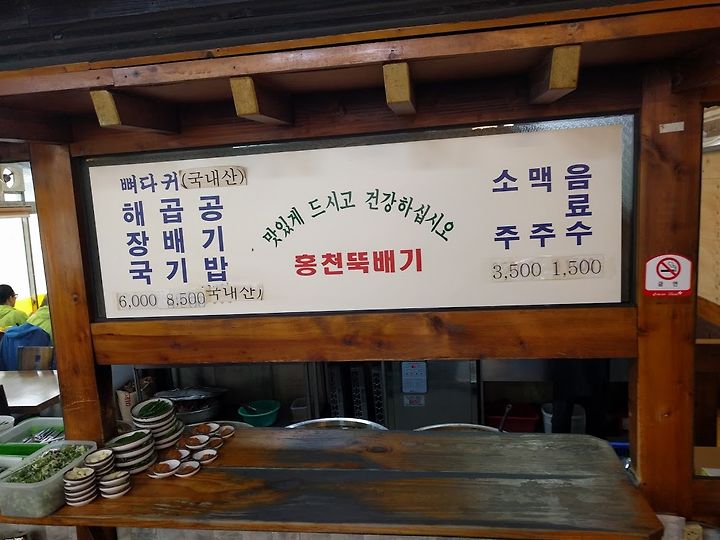 뼈다귀(국내산)
해 곱 공
장 배 기
국 기 밥
6,000 8,500 국내산)
맛있게 드시고 건강하십시오
홍천뚝배기
소 맥 음
료
주 주 수
3,500 1,500
금 연